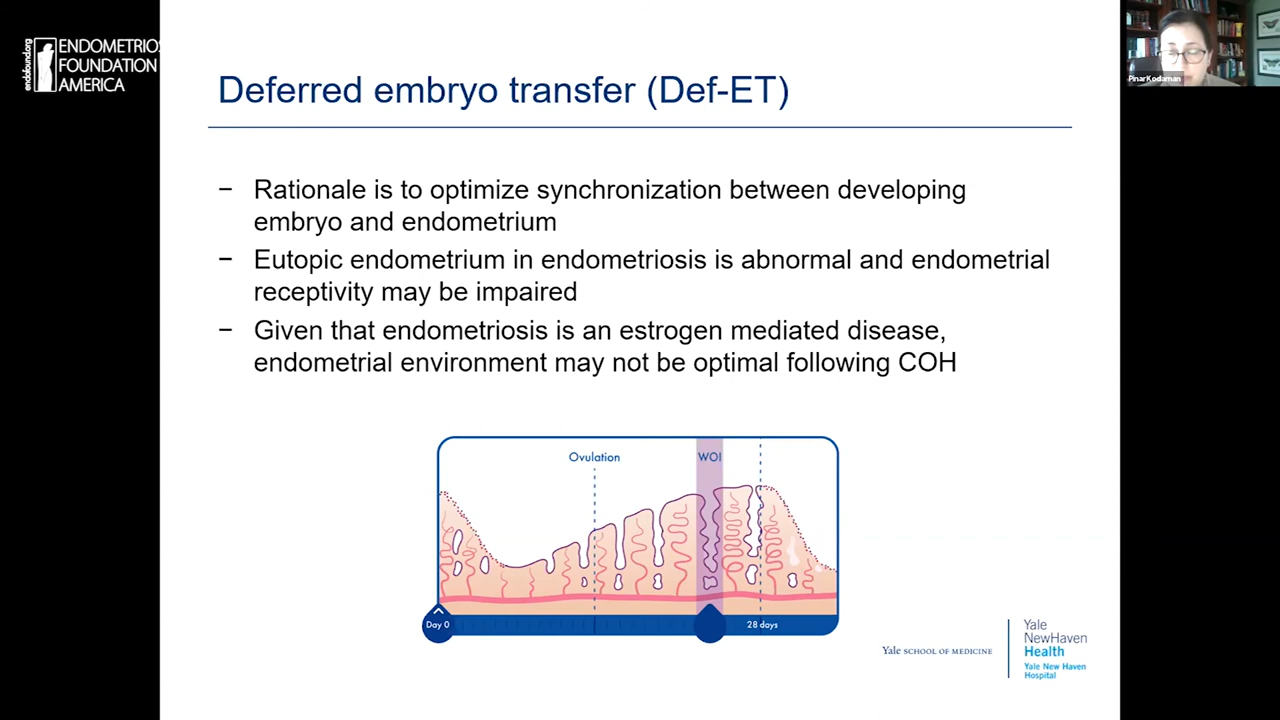 ENDOMETRIOS
FOUNDATION
AMERICA
endofound.org
PinarKodaman
Deferred embryo transfer (Def-ET)
− Rationale is to optimize synchronization between developing
embryo and endometrium
− Eutopic endometrium in endometriosis is abnormal and endometrial
receptivity may be impaired
− Given that endometriosis is an estrogen mediated disease,
endometrial environment may not be optimal following COH
Ovulation
WOI
Day 0
28 days
Yale SCHOOL OF MEDICINE
Yale
NewHaven
Health
Yale New Haven
Hospital